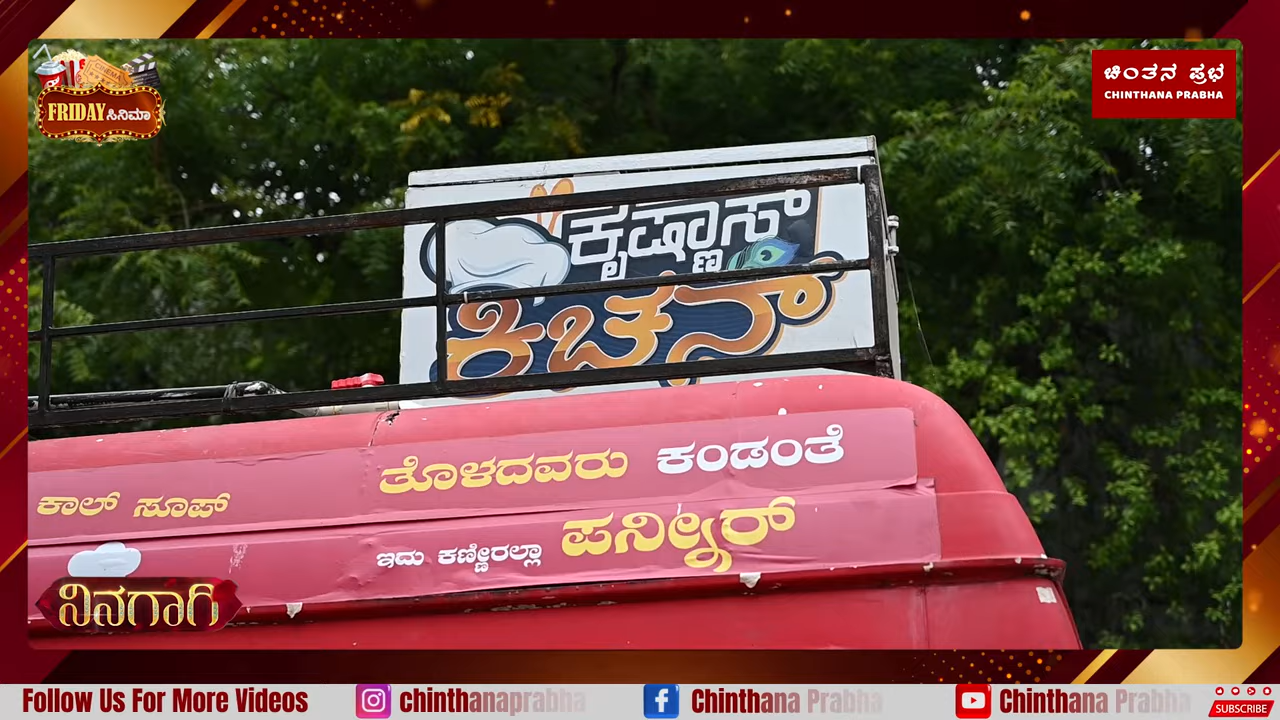 CINEMA
FRIDAY ಸಿನಿಮಾ
ಚಿಂತನ ಪ್ರಭ
CHINTHANA PRABHA
ಕೃಷ್ಣಾಸ್
ಕಿಚನ್
ಕಾಲ್ ಸೂಪ್ ತೊಳದವರು ಕಂಡಂತೆ
ಇದು ಕಣ್ಣೀರಲ್ಲಾ ಪನ್ನೀರ್
ನಿನಗಾಗಿ
Follow Us For More Videos chinthanaprabha Chinthana Prabha Chinthana Prabha SUBSCRIBE